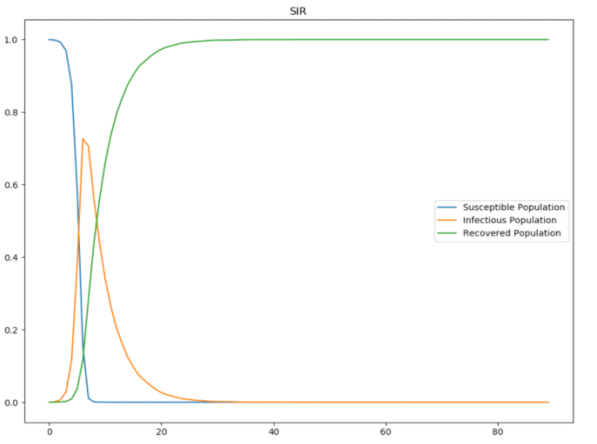 SIR
1.0
0.8
0.6
0.4
0.2
0.0
Susceptible Population
Infectious Population
Recovered Population
0 20 40 60 80